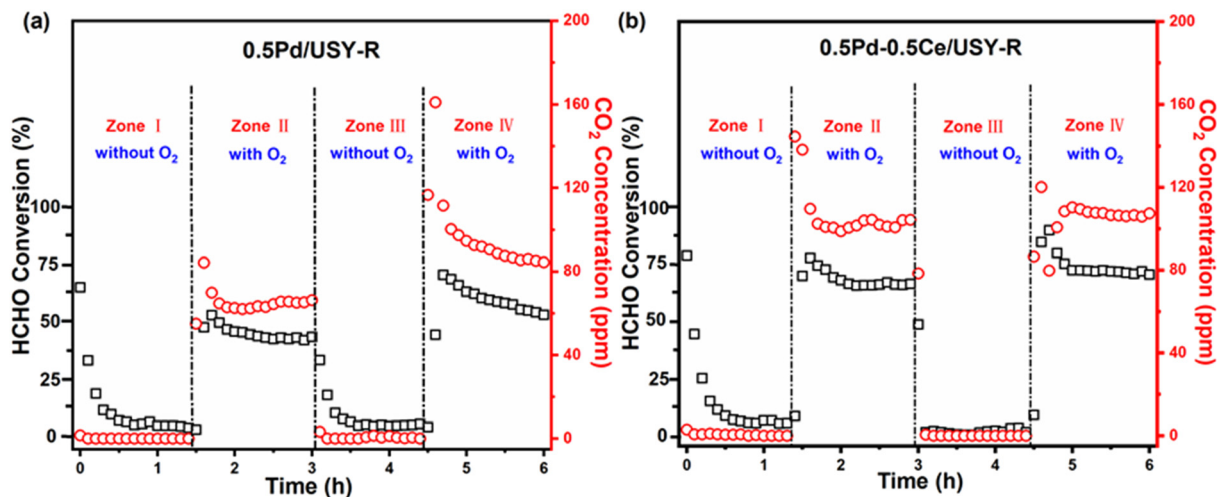 (a)
0.5Pd/USY-R
Zone I
without O2
Zone II
with O2
Zone III
without O2
Zone IV
with O2
HCHO Conversion (%)
0
25
50
75
100
CO2 Concentration (ppm)
0
40
80
120
160
200
0 1 2 3 4 5 6
Time (h)
(b)
0.5Pd-0.5Ce/USY-R
Zone I
without O2
Zone II
with O2
Zone III
without O2
Zone IV
with O2
HCHO Conversion (%)
0
25
50
75
100
CO2 Concentration (ppm)
0
40
80
120
160
200
0 1 2 3 4 5 6
Time (h)